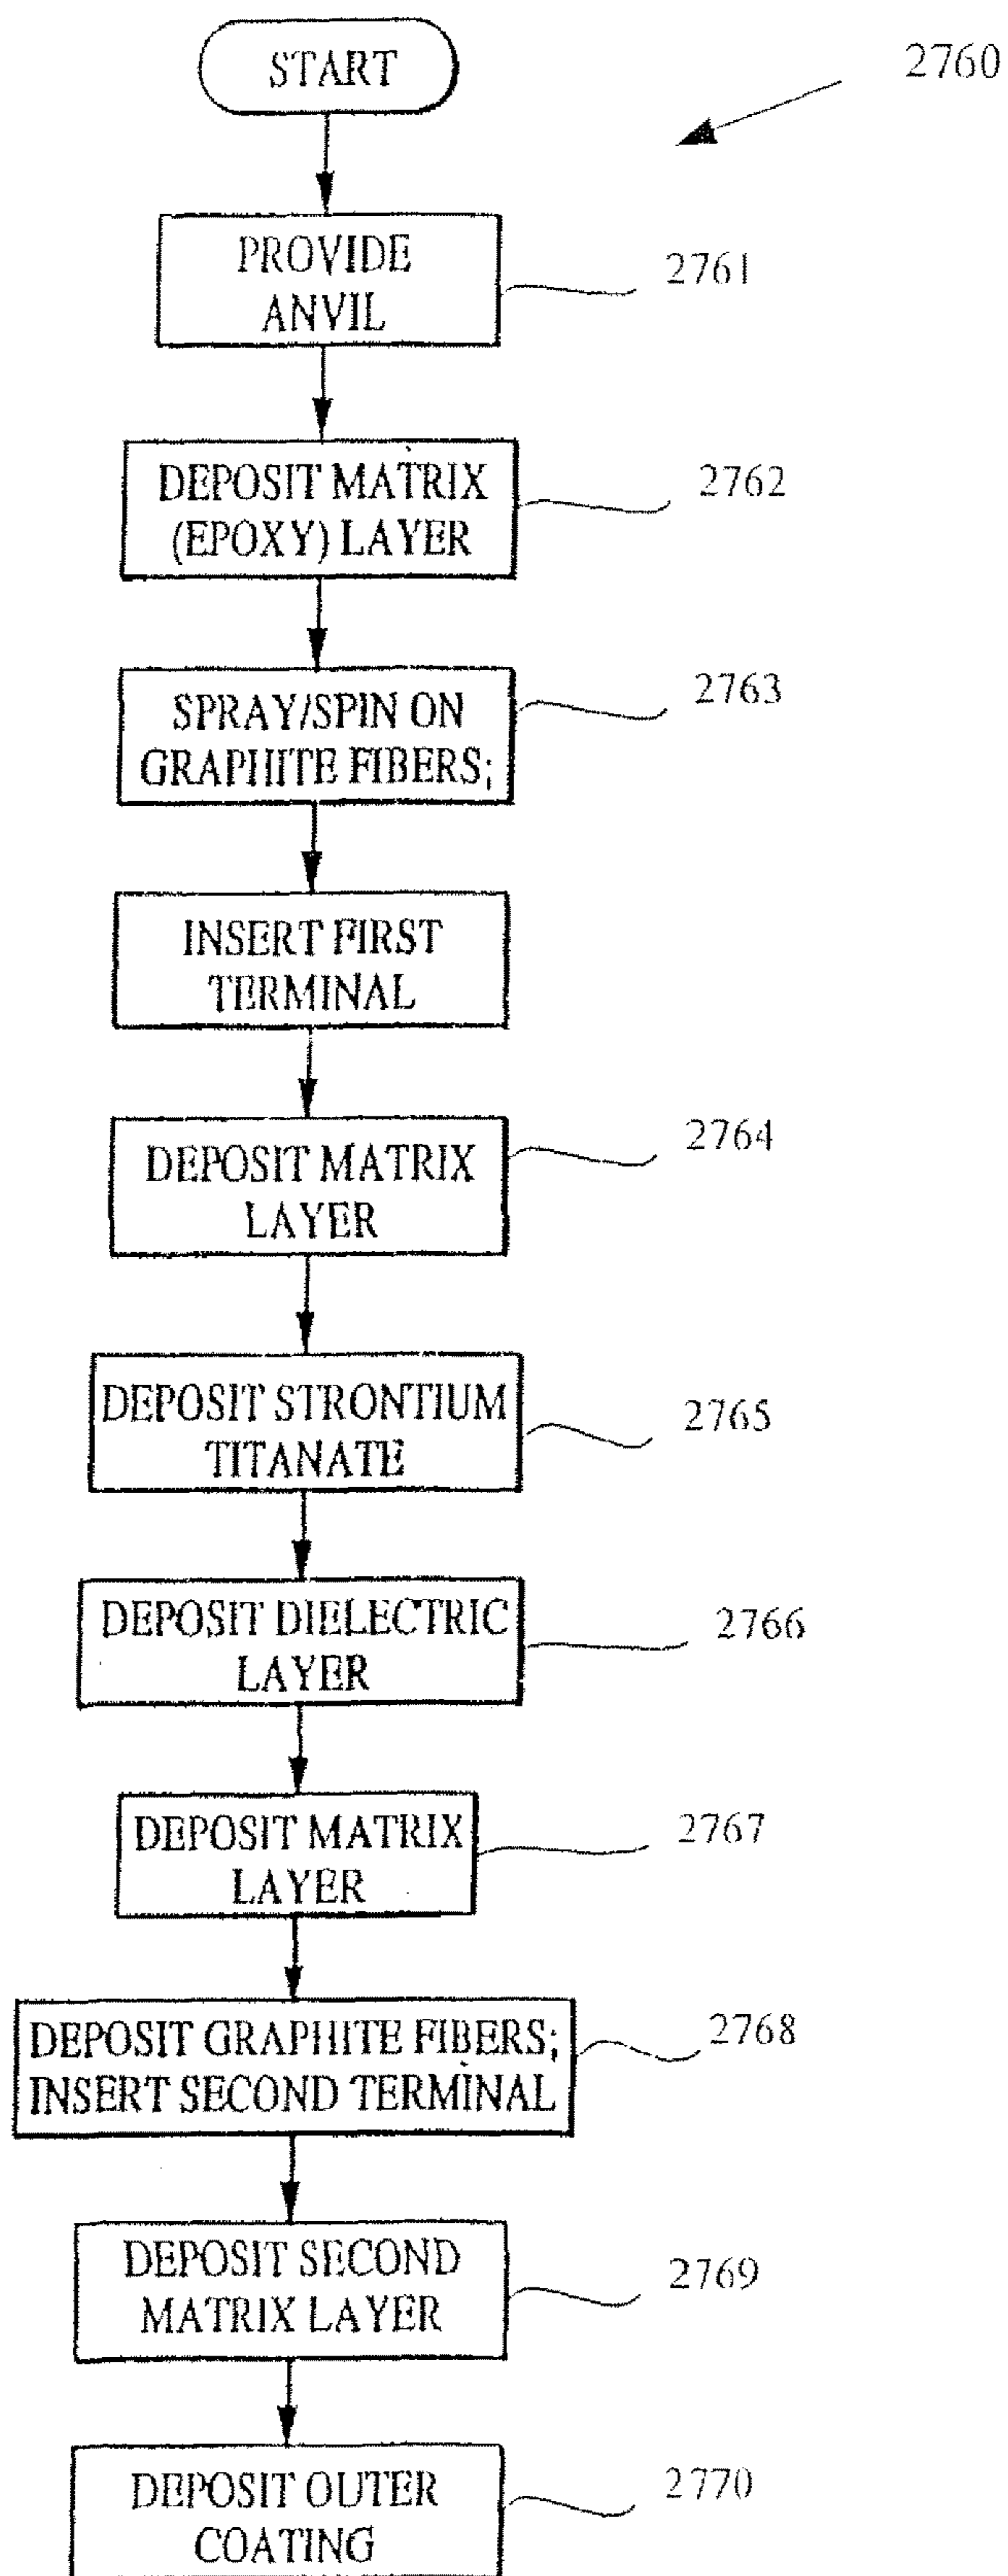 START
2760
PROVIDE
ANVIL
2761
DEPOSIT MATRIX
(EPOXY) LAYER
2762
SPRAY/SPIN ON
GRAPHITE FIBERS;
2763
INSERT FIRST
TERMINAL
DEPOSIT MATRIX
LAYER
2764
DEPOSIT STRONTIUM
TITANATE
2765
DEPOSIT DIELECTRIC
LAYER
2766
DEPOSIT MATRIX
LAYER
2767
DEPOSIT GRAPHITE FIBERS;
INSERT SECOND TERMINAL
2768
DEPOSIT SECOND
MATRIX LAYER
2769
DEPOSIT OUTER
COATING
2770